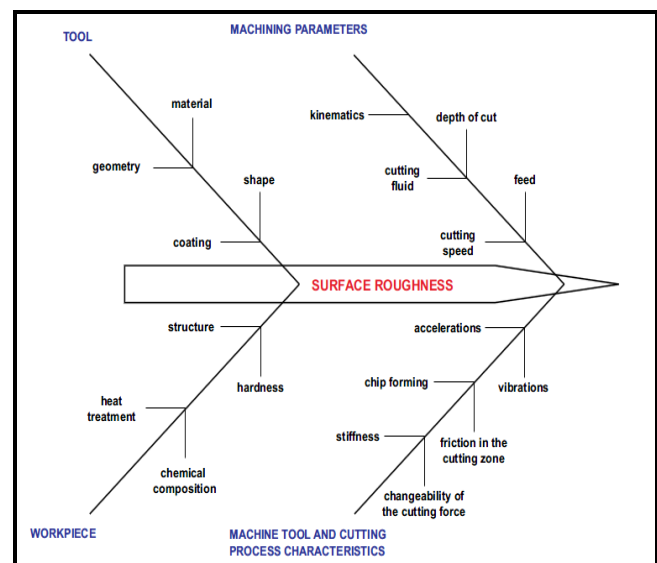 TOOL
MACHINING PARAMETERS
material
geometry
shape
coating
kinematics
depth of cut
cutting
fluid
feed
cutting
speed
SURFACE ROUGHNESS
structure
hardness
heat
treatment
chemical
composition
accelerations
vibrations
chip forming
friction in the
cutting zone
stiffness
changeability of
the cutting force
WORKPIECE
MACHINE TOOL AND CUTTING
PROCESS CHARACTERISTICS